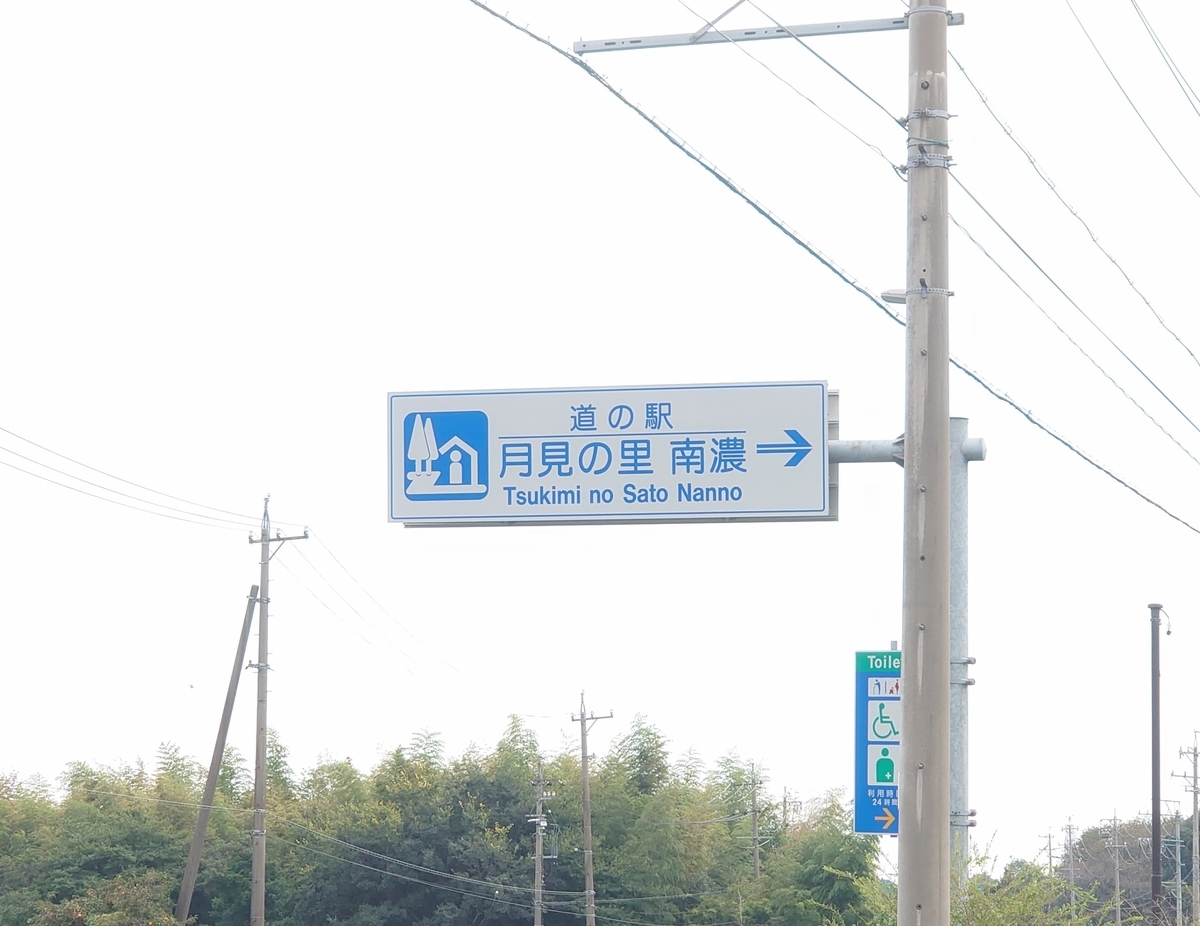 道の駅
月見の里 南濃
Tsukimi no Sato Nanno
Toile
利用時
24時間